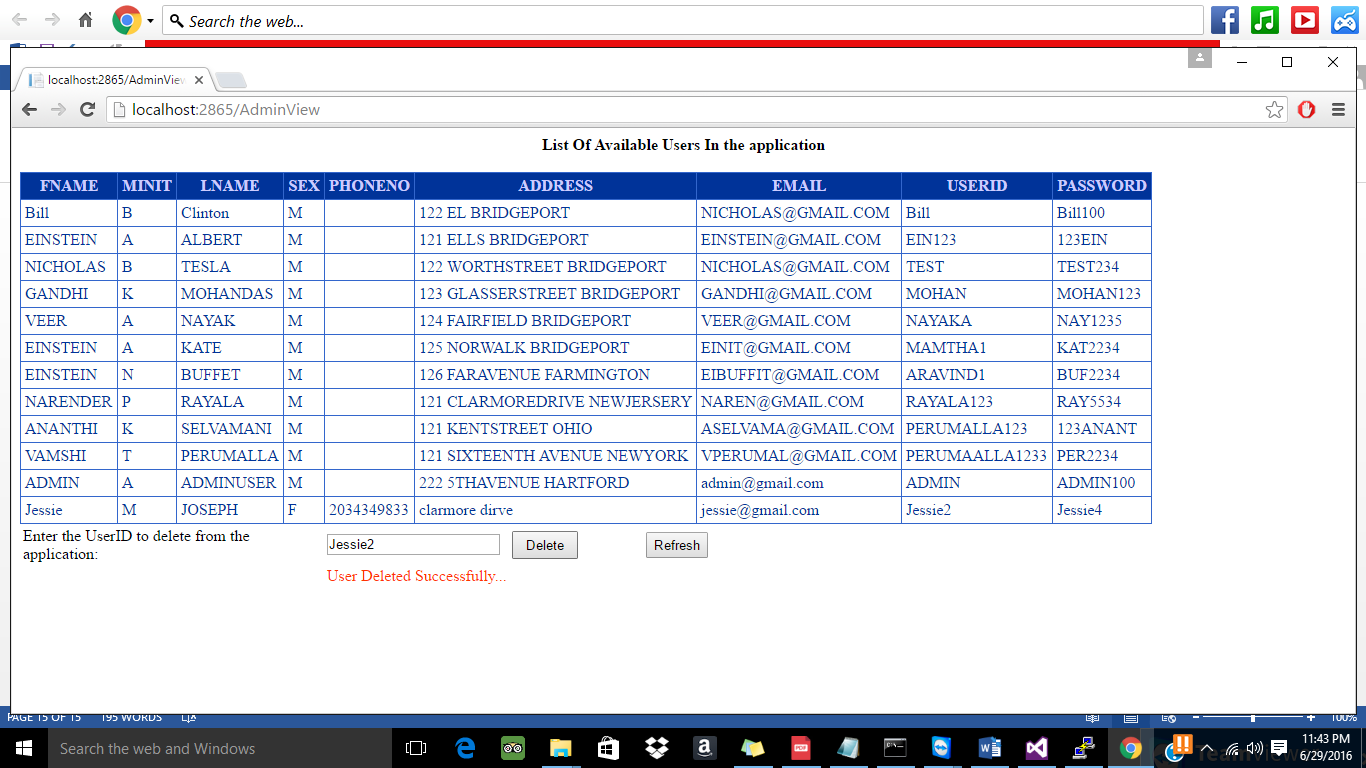 Search the web...
localhost:2865/AdminView
localhost:2865/AdminView
List Of Available Users In the application
FNAME MINIT LNAME SEX PHONENO ADDRESS EMAIL USERID PASSWORD
Bill B Clinton M 122 EL BRIDGEPORT NICHOLAS@GMAIL.COM Bill Bill100
EINSTEIN A ALBERT M 121 ELLS BRIDGEPORT EINSTEIN@GMAIL.COM EIN123 123EIN
NICHOLAS B TESLA M 122 WORTHSTREET BRIDGEPORT NICHOLAS@GMAIL.COM TEST TEST234
GANDHI K MOHANDAS M 123 GLASSERSTREET BRIDGEPORT GANDHI@GMAIL.COM MOHAN MOHAN123
VEER A NAYAK M 124 FAIRFIELD BRIDGEPORT VEER@GMAIL.COM NAYAKA NAY1235
EINSTEIN A KATE M 125 NORWALK BRIDGEPORT EINIT@GMAIL.COM MAMTHA1 KAT2234
EINSTEIN N BUFFET M 126 FARAVENUE FARMINGTON EIBUFFIT@GMAIL.COM ARAVIND1 BUF2234
NARENDER P RAYALA M 121 CLARMOREDRIVE NEWJERSERY NAREN@GMAIL.COM RAYALA123 RAY5534
ANANTHI K SELVAMANI M 121 KENTSTREET OHIO ASELVAMA@GMAIL.COM PERUMALLA123 123ANANT
VAMSHI T PERUMALLA M 121 SIXTEENTH AVENUE NEWYORK VPERUMAL@GMAIL.COM PERUMAALLA1233 PER2234
ADMIN A ADMINUSER M 222 5THAVENUE HARTFORD admin@gmail.com ADMIN ADMIN100
Jessie M JOSEPH F 2034349833 clarmore dirve jessie@gmail.com Jessie2 Jessie4
Enter the UserID to delete from the
application:
Jessie2 Delete Refresh
User Deleted Successfully...
PAGE 15 OF 15 195 WORDS 100%
Search the web and Windows
11:43 PM
6/29/2016